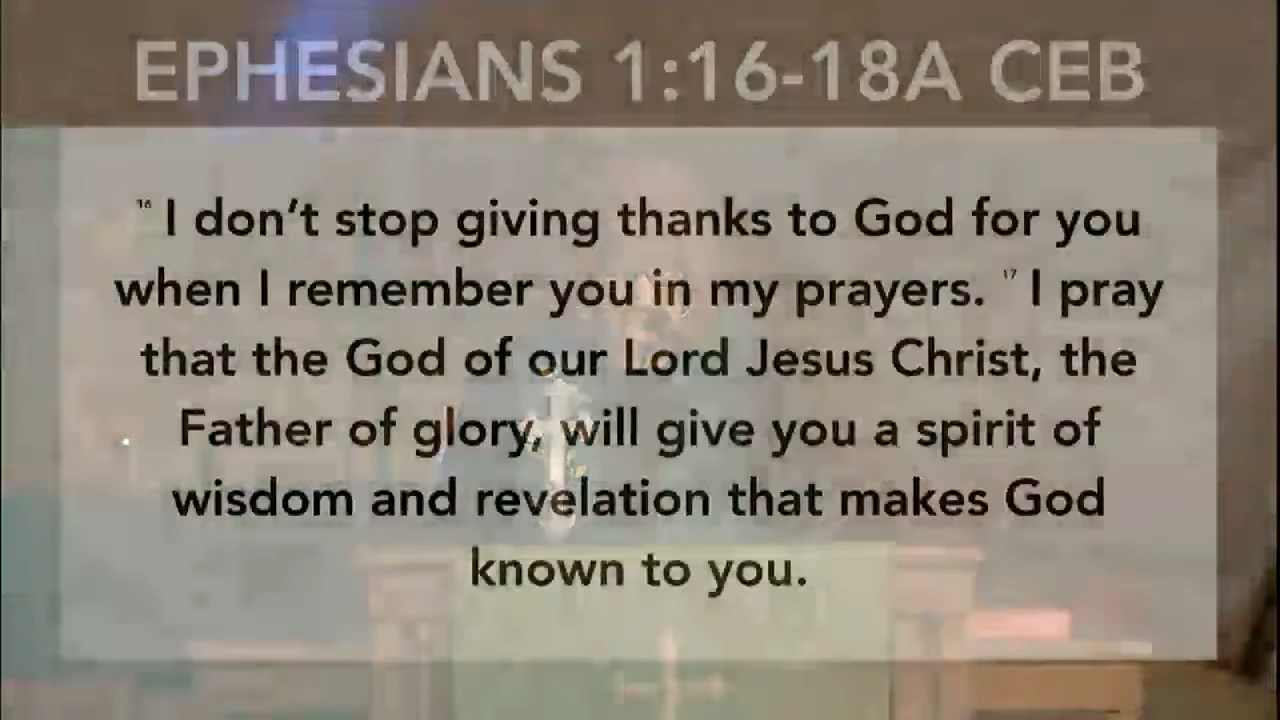 EPHESIANS 1:16-18A CEB
16 I don’t stop giving thanks to God for you
when I remember you in my prayers. 17 I pray
that the God of our Lord Jesus Christ, the
Father of glory, will give you a spirit of
wisdom and revelation that makes God
known to you.